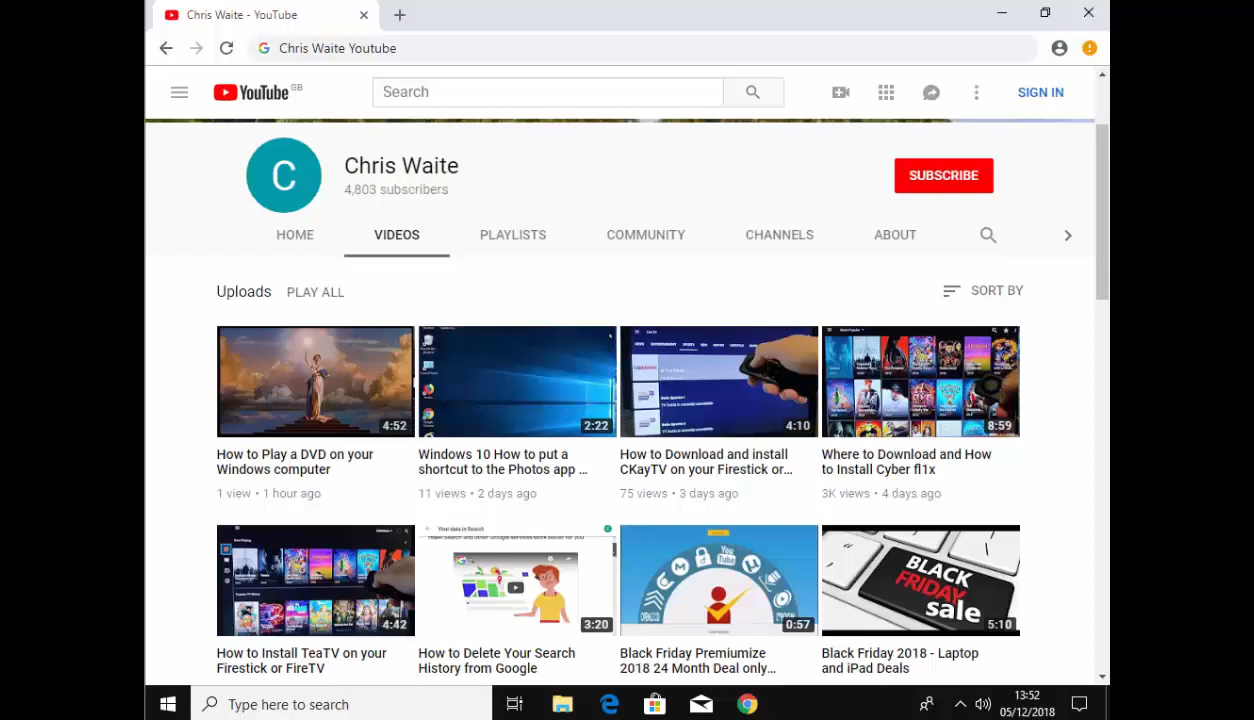 Chris Waite - YouTube
Chris Waite Youtube
YouTube GB
Search
SIGN IN
C
Chris Waite
4,803 subscribers
SUBSCRIBE
HOME
VIDEOS
PLAYLISTS
COMMUNITY
CHANNELS
ABOUT
Uploads
PLAY ALL
SORT BY
4:52
2:22
4:10
8:59
How to Play a DVD on your
Windows computer
1 view • 1 hour ago
Windows 10 How to put a
shortcut to the Photos app ...
11 views • 2 days ago
How to Download and install
CKayTV on your Firestick or...
75 views • 3 days ago
Where to Download and How
to Install Cyber fl1x
3K views • 4 days ago
4:42
Your data in Search
3:20
You
Tube
0:57
BLACK
FRIDAY
sale
5:10
How to Install TeaTV on your
Firestick or FireTV
How to Delete Your Search
History from Google
Black Friday Premiumize
2018 24 Month Deal only...
Black Friday 2018 - Laptop
and iPad Deals
Type here to search
13:52
05/12/2018